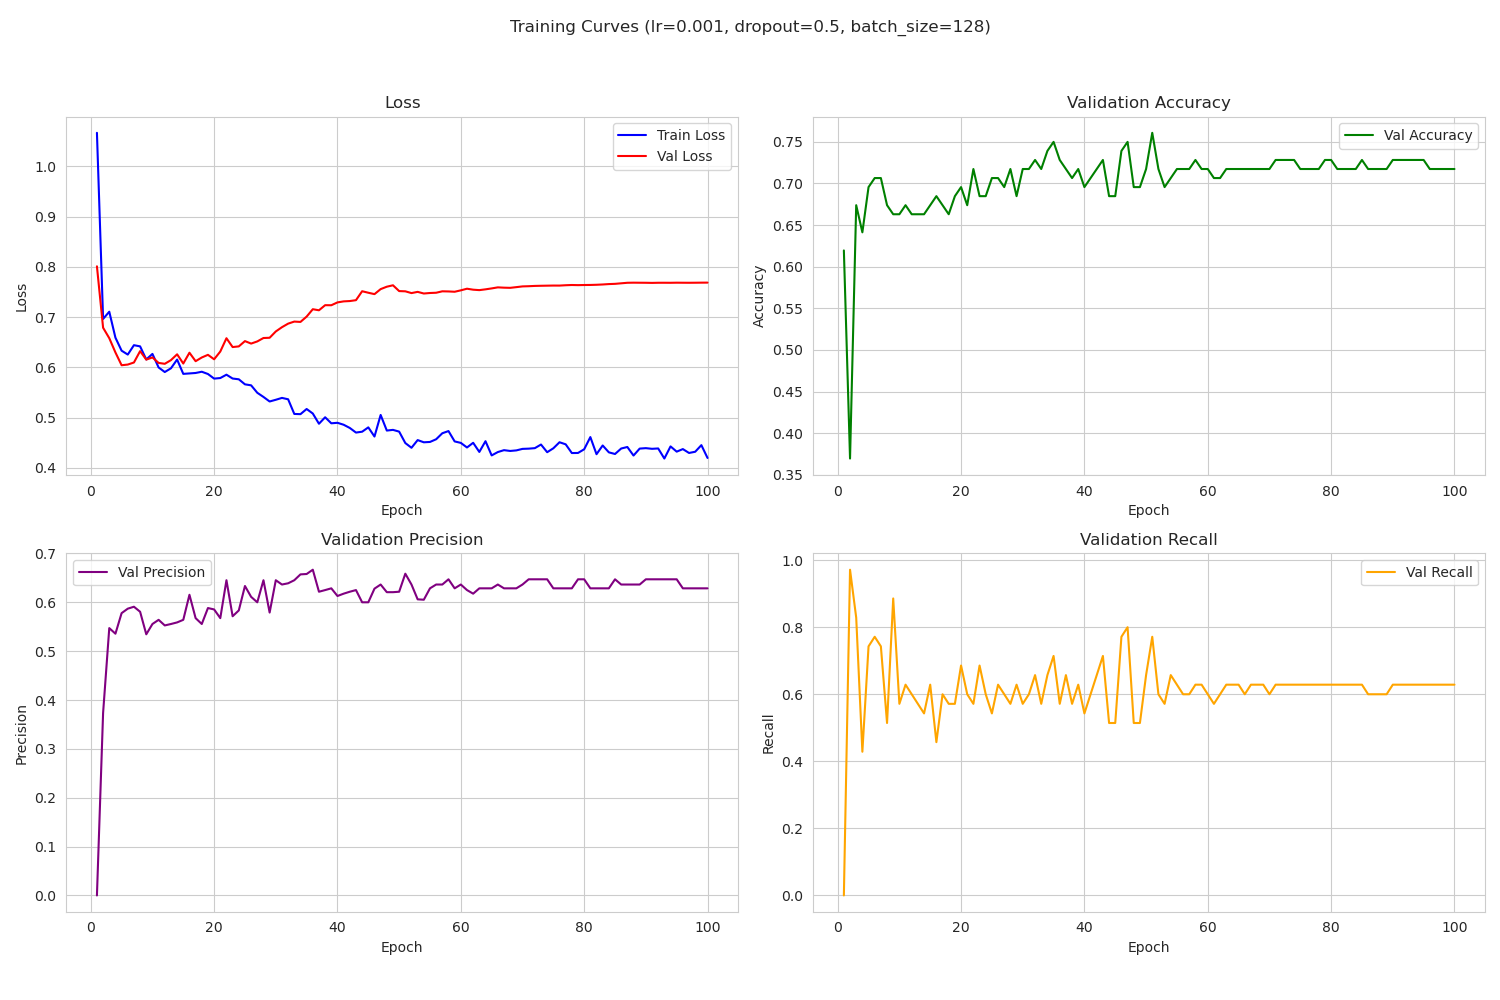 Training Curves (lr=0.001, dropout=0.5, batch_size=128)
Loss
Train Loss
Val Loss
1.0
0.9
0.8
0.7
0.6
0.5
0.4
Loss
0 20 40 60 80 100
Epoch
Validation Accuracy
Val Accuracy
0.75
0.70
0.65
0.60
0.55
0.50
0.45
0.40
0.35
Accuracy
0 20 40 60 80 100
Epoch
Validation Precision
Val Precision
0.7
0.6
0.5
0.4
0.3
0.2
0.1
0.0
Precision
0 20 40 60 80 100
Epoch
Validation Recall
Val Recall
1.0
0.8
0.6
0.4
0.2
0.0
Recall
0 20 40 60 80 100
Epoch